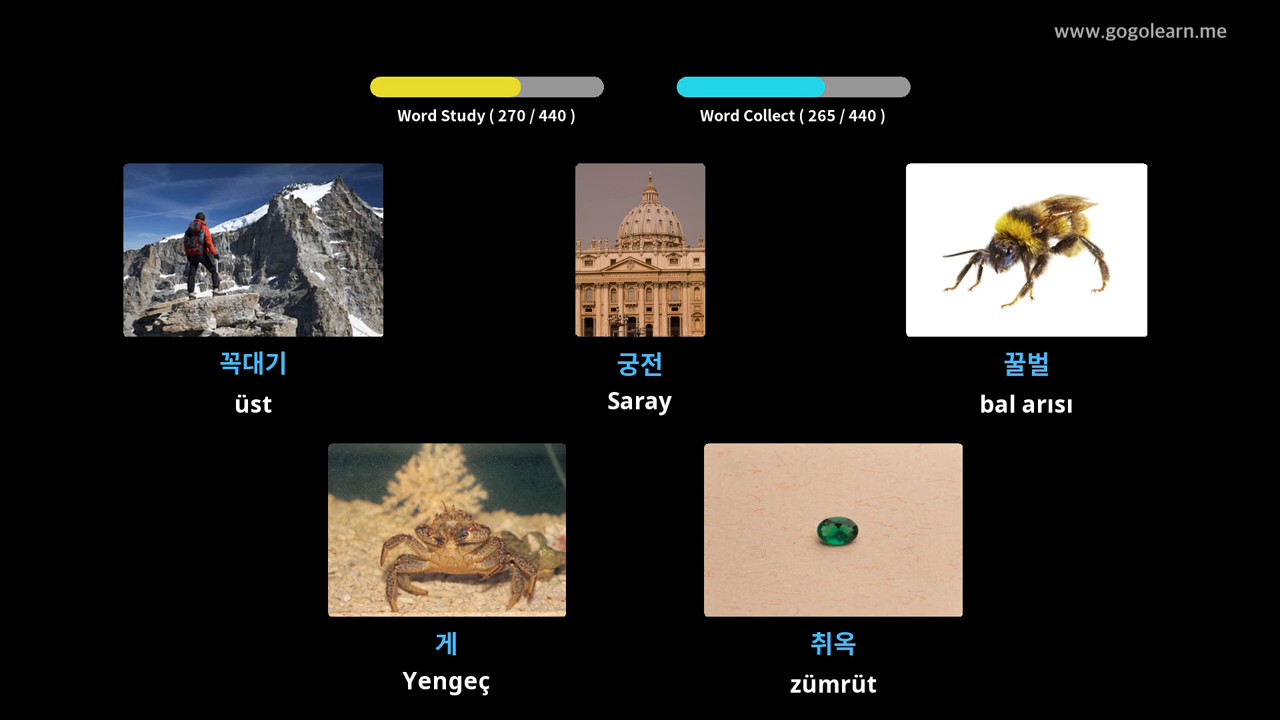 www.gogolearn.me
Word Study ( 270 / 440 )
Word Collect ( 265 / 440 )
꼭대기
üst
궁전
Saray
꿀벌
bal arısı
게
Yengeç
취옥
zümrüt